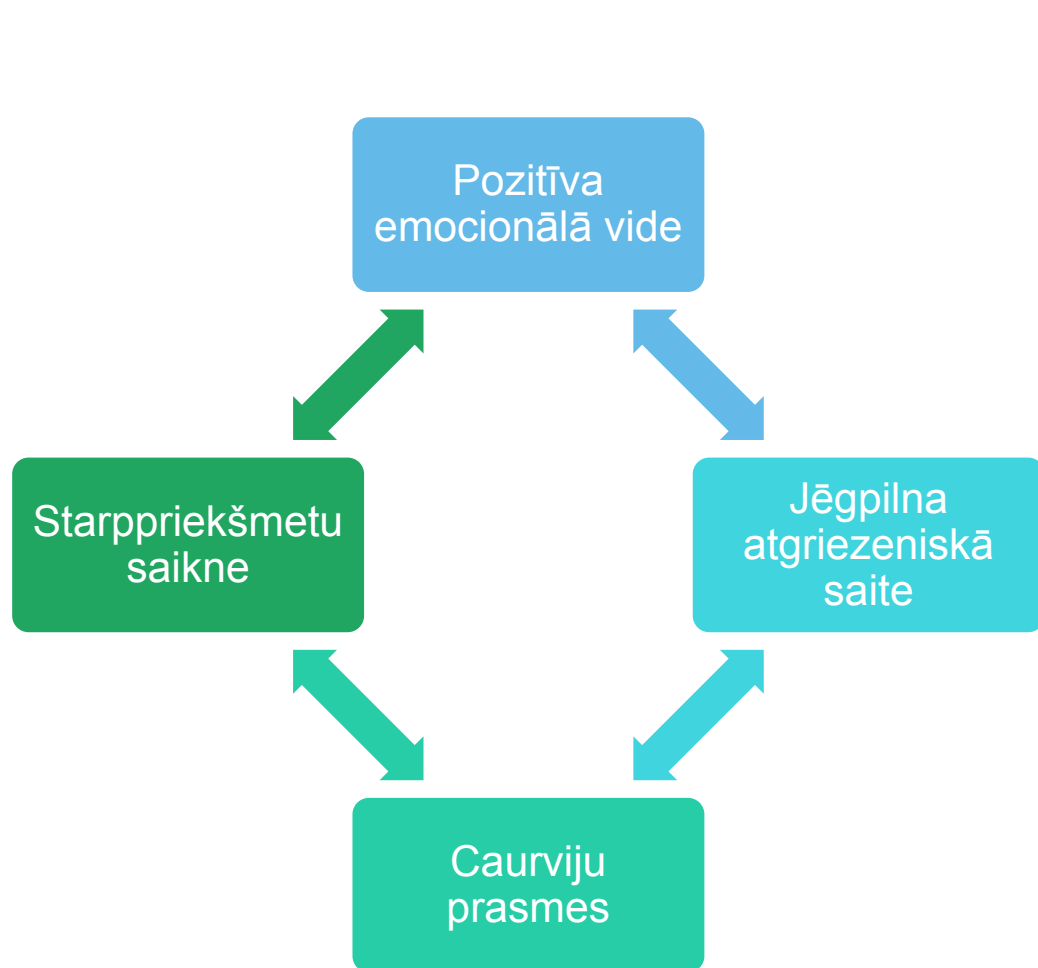 Pozitīva
emocionālā vide
Starppriekšmetu
saikne
Jēgpilna
atgriezeniskā
saite
Caurviju
prasmes